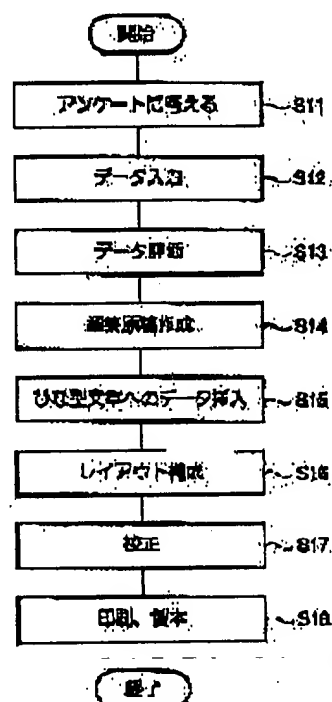 開始
アンケートに答える
S11
データ入力
S12
データ評価
S13
編集原稿作成
S14
ひな型文章へのデータ挿入
S15
レイアウト構成
S16
校正
S17
印刷、製本
S18
終了